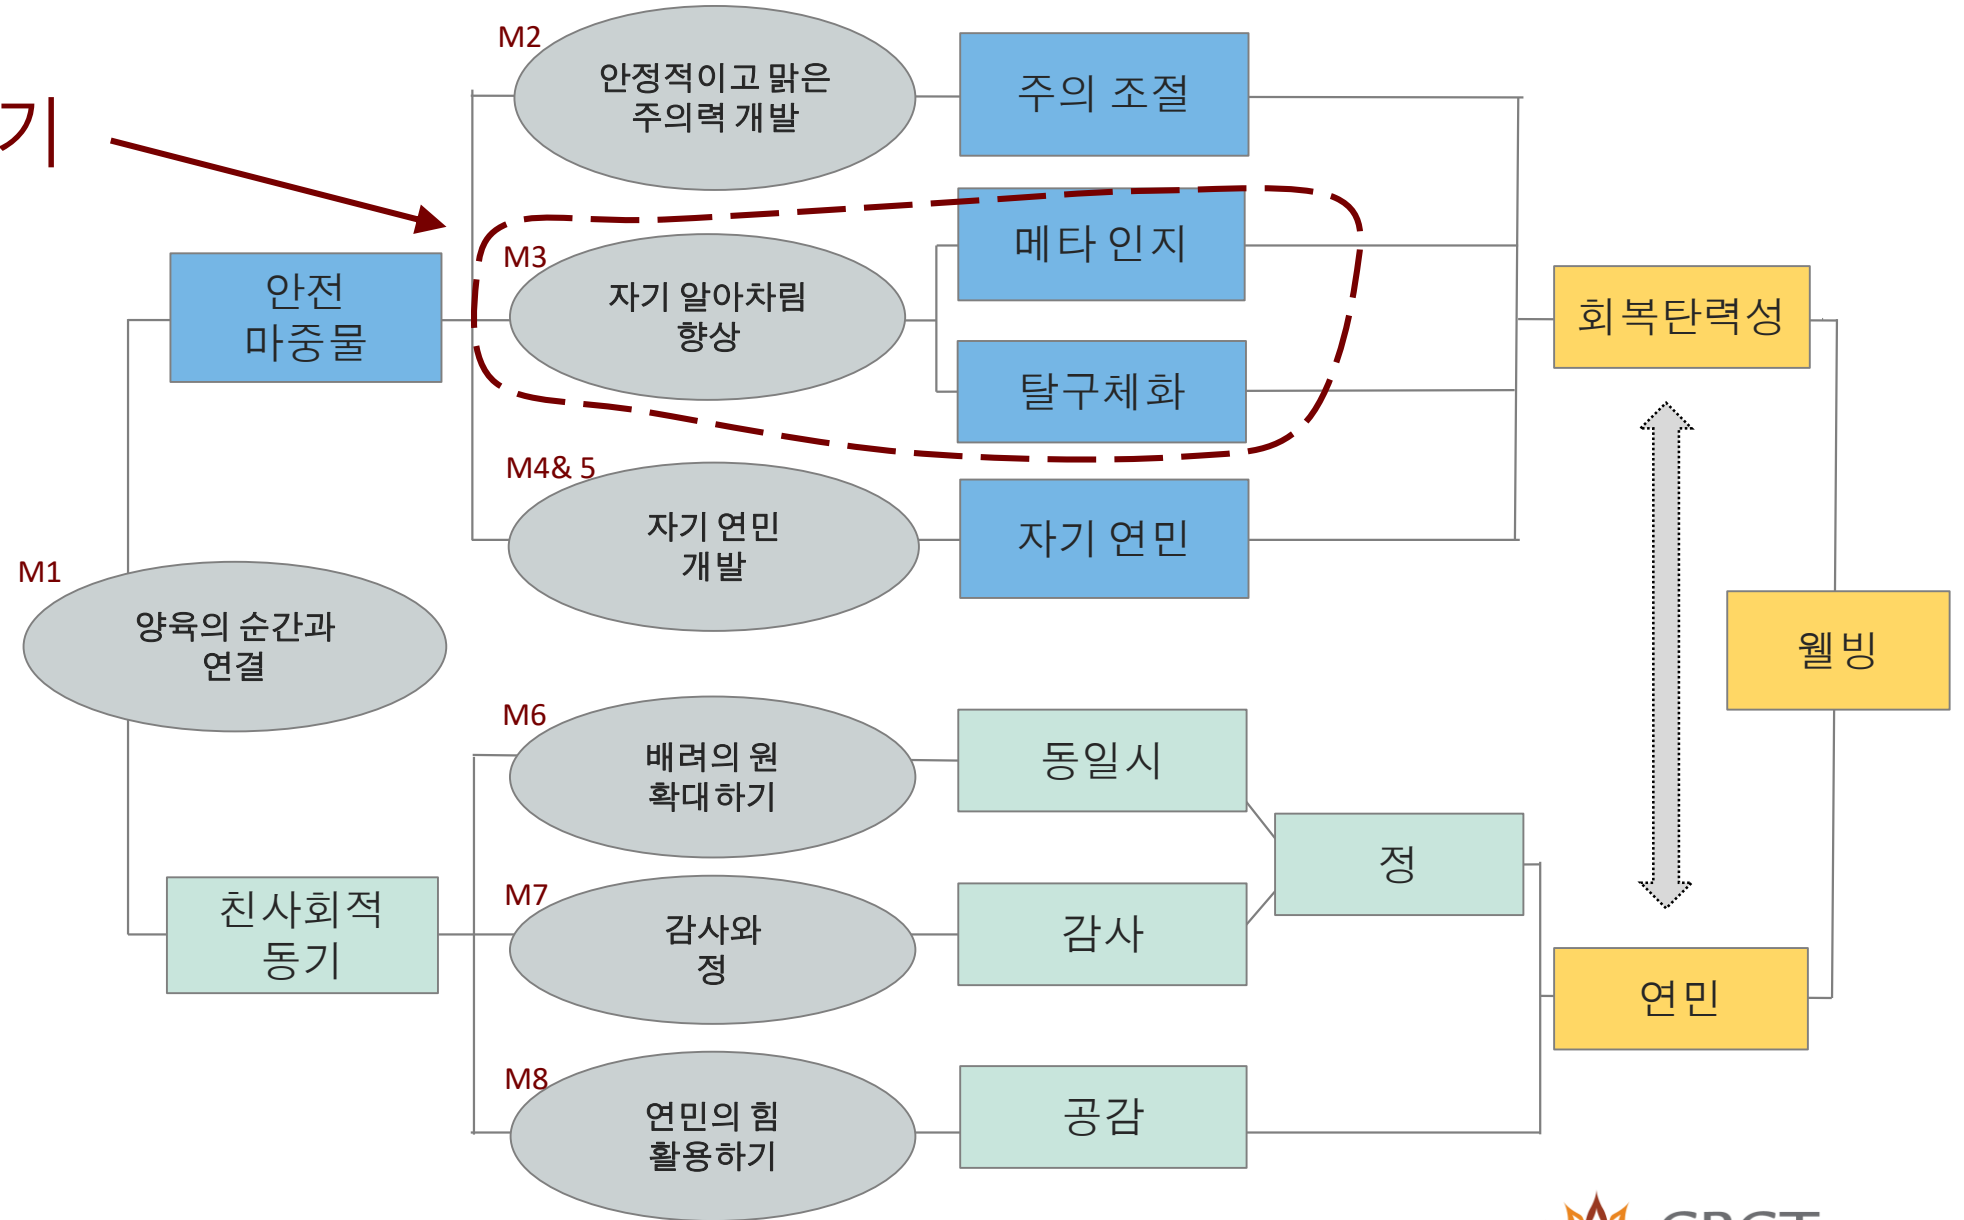 기
M2
안정적이고 맑은
주의력 개발
주의 조절
M3
자기 알아차림
향상
메타 인지
탈구체화
안전
마중물
회복탄력성
M4& 5
자기 연민
개발
자기 연민
M1
양육의 순간과
연결
웰빙
M6
배려의 원
확대하기
동일시
정
친사회적
동기
M7
감사와
정
감사
연민
M8
연민의 힘
활용하기
공감